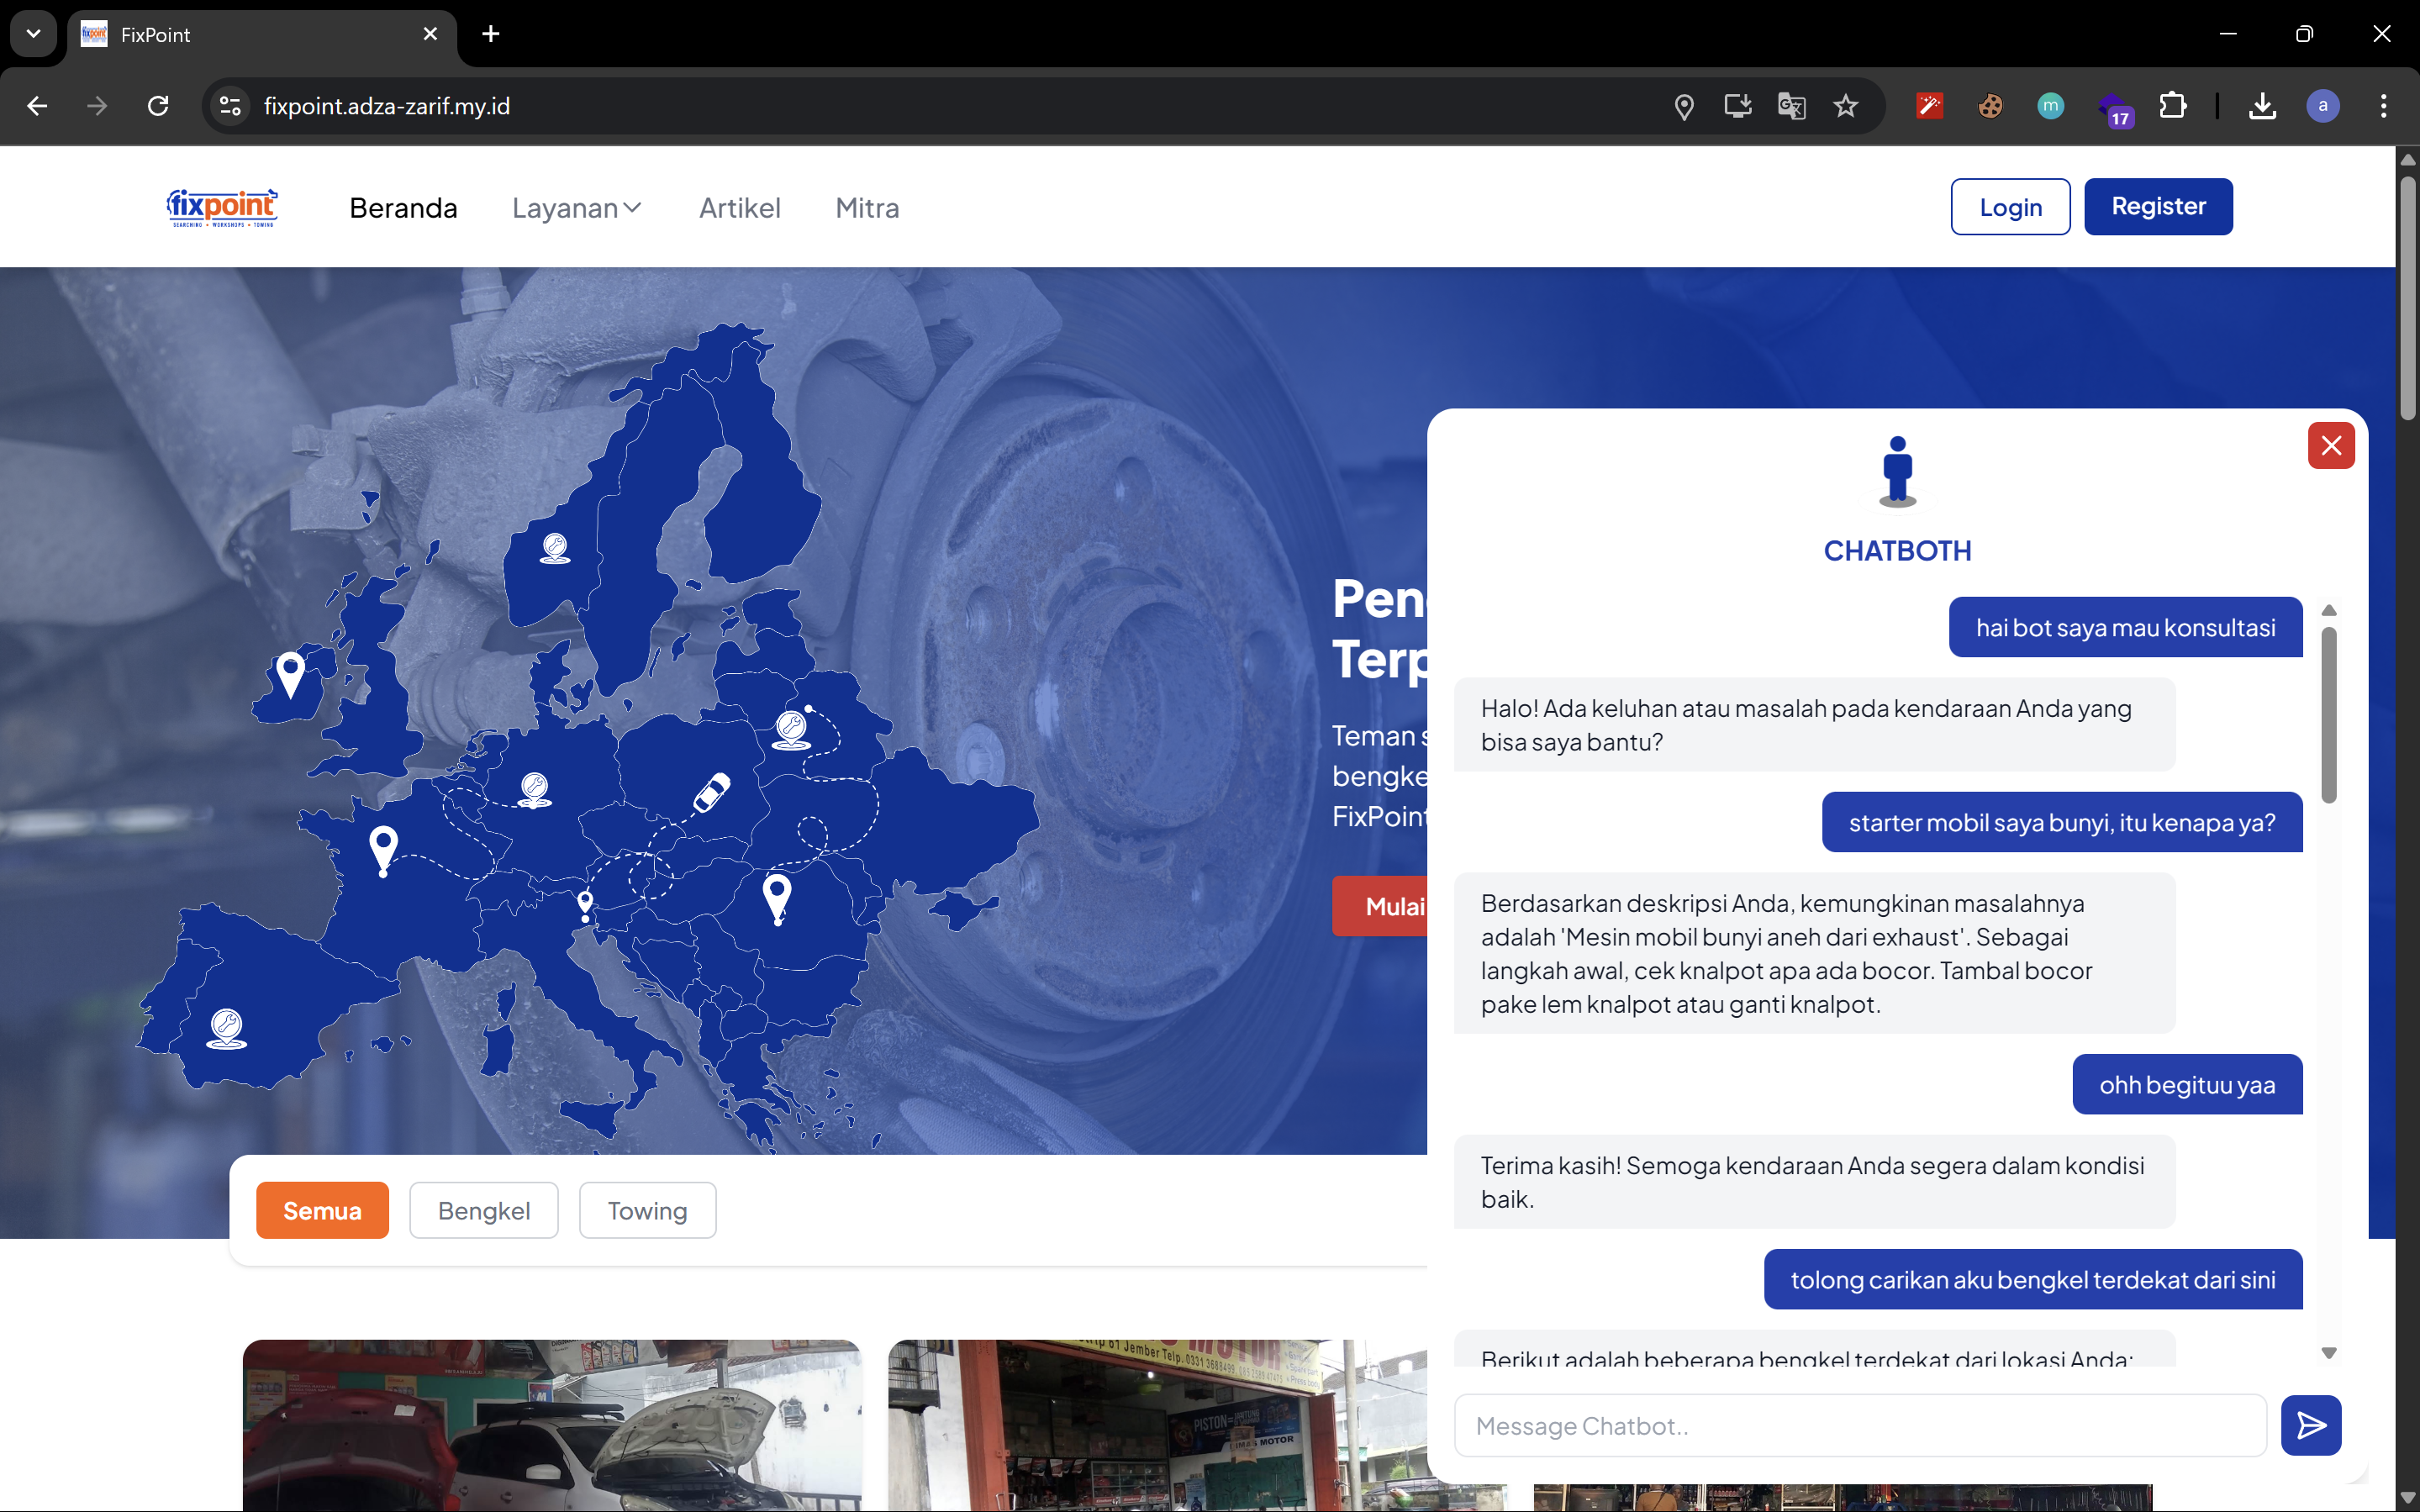 FixPoint
fixpoint.adza-zarif.my.id
m
17
a
fixpoint
SEARCHING • WORKSHOPS • TOWING
Beranda
Layanan
Artikel
Mitra
Login
Register
Pen
Terp
Teman s
bengke
FixPoint
Mulai
CHATBOTH
hai bot saya mau konsultasi
Halo! Ada keluhan atau masalah pada kendaraan Anda yang
bisa saya bantu?
starter mobil saya bunyi, itu kenapa ya?
Berdasarkan deskripsi Anda, kemungkinan masalahnya
adalah 'Mesin mobil bunyi aneh dari exhaust'. Sebagai
langkah awal, cek knalpot apa ada bocor. Tambal bocor
pake lem knalpot atau ganti knalpot.
ohh begituu yaa
Terima kasih! Semoga kendaraan Anda segera dalam kondisi
baik.
tolong carikan aku bengkel terdekat dari sini
Berikut adalah beberapa bengkel terdekat dari lokasi Anda:
Message Chatbot..
Semua
Bengkel
Towing
MOTOR
61 Jember Telp. 0331 3688499
PISTON
MOTOR